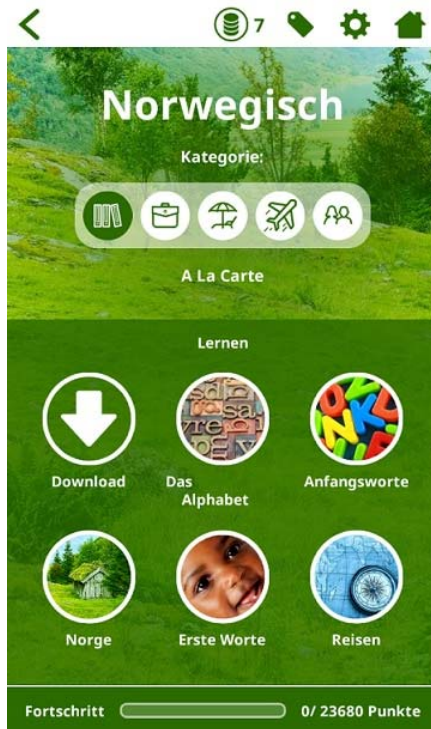 7
Norwegisch
Kategorie:
A La Carte
Lernen
Download
Das
Alphabet
Anfangsworte
Norge
Erste Worte
Reisen
Fortschritt 0/ 23680 Punkte